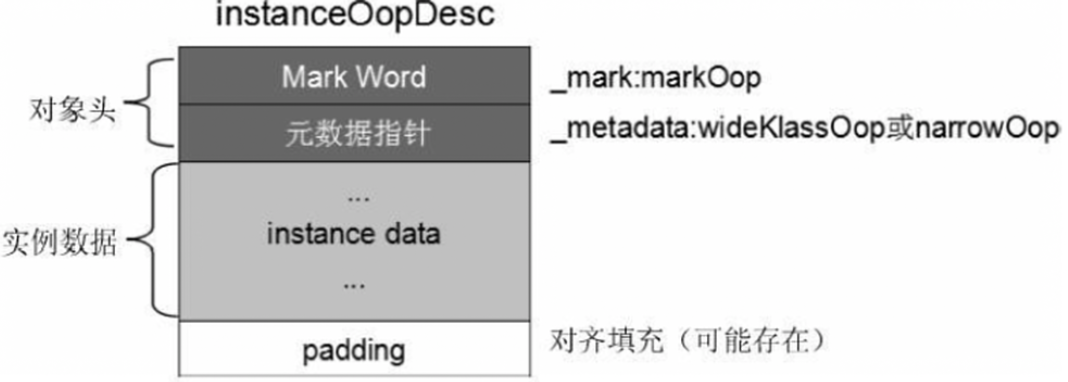 instanceOopDesc
对象头
Mark Word
_mark:markOop
元数据指针
_metadata:wideKlassOop或narrowOop
实例数据
...
instance data
...
padding
对齐填充（可能存在）